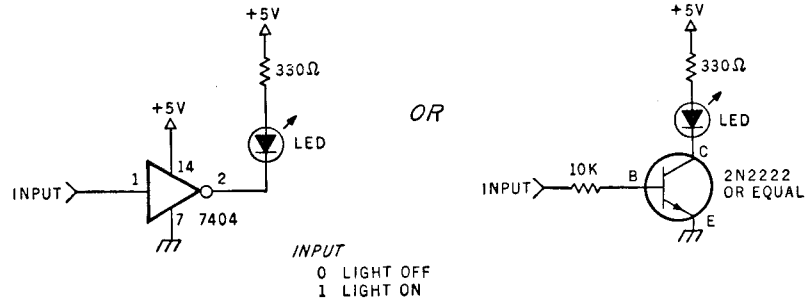 +5V
330Ω
LED
+5V
14
INPUT
1
2
7
7404
OR
+5V
330Ω
LED
C
10K
B
INPUT
2N2222
OR EQUAL
E
INPUT
0 LIGHT OFF
1 LIGHT ON